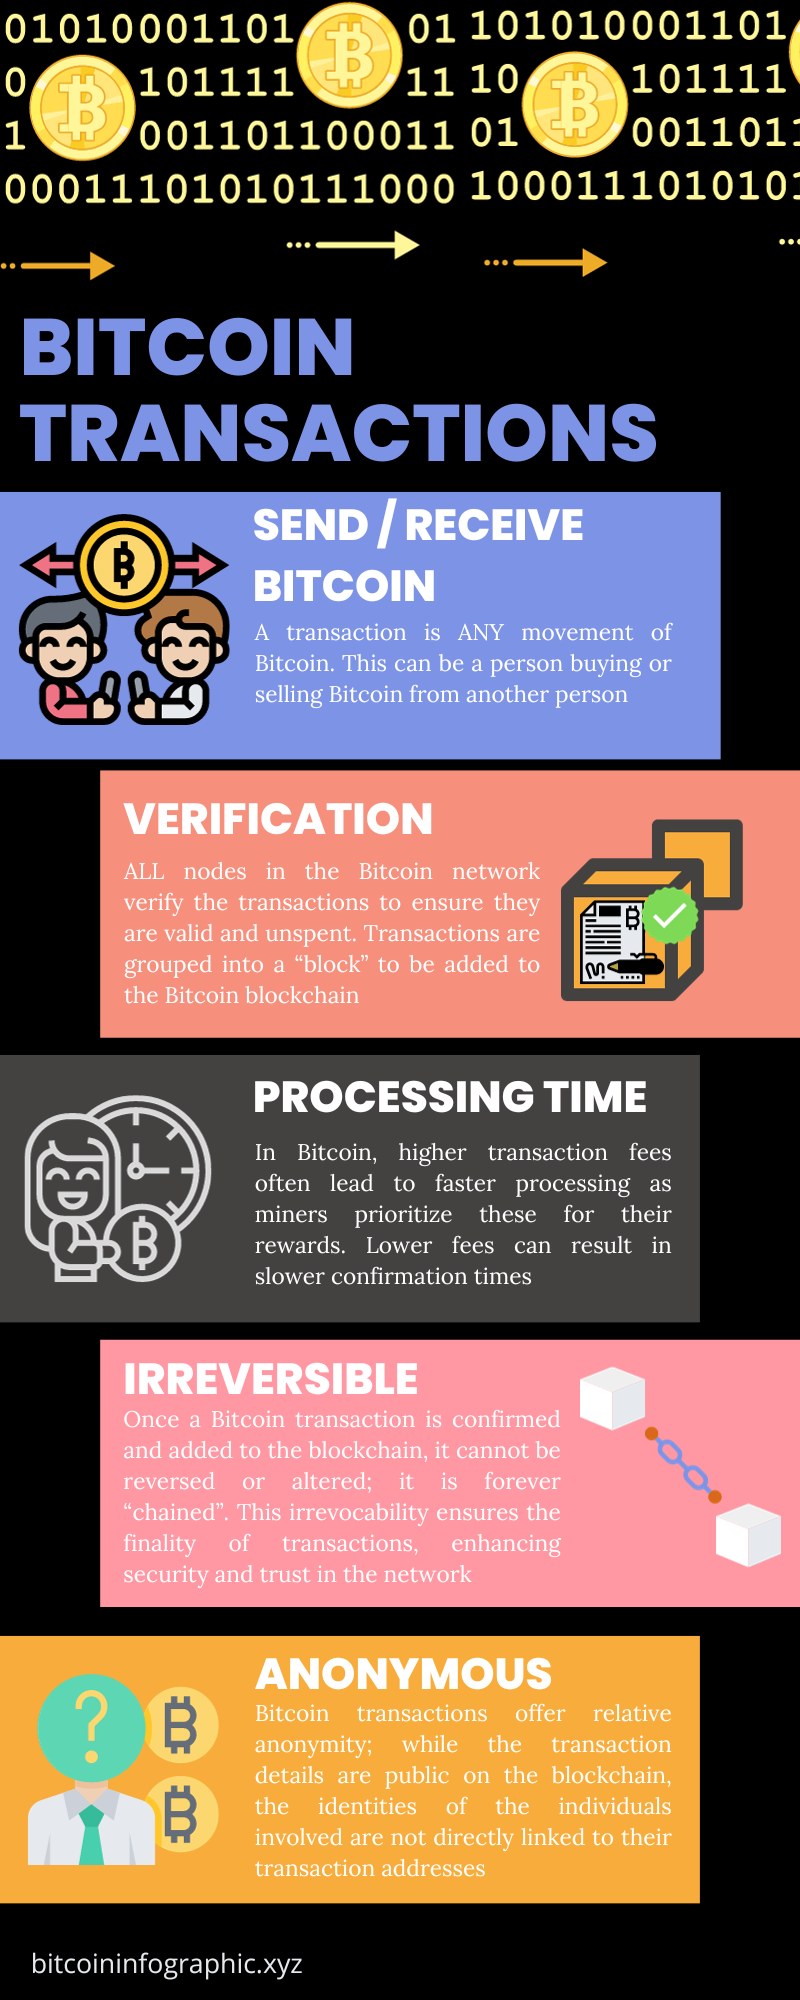 01010001101 01 101010001101
0 101111 11 10 101111
1 001101100011 01 001101
000111101010111000 100011101010
BITCOIN
TRANSACTIONS
SEND / RECEIVE
BITCOIN
A transaction is ANY movement of
Bitcoin. This can be a person buying or
selling Bitcoin from another person
VERIFICATION
ALL nodes in the Bitcoin network
verify the transactions to ensure they
are valid and unspent. Transactions are
grouped into a “block” to be added to
the Bitcoin blockchain
PROCESSING TIME
In Bitcoin, higher transaction fees
often lead to faster processing as
miners prioritize these for their
rewards. Lower fees can result in
slower confirmation times
IRREVERSIBLE
Once a Bitcoin transaction is confirmed
and added to the blockchain, it cannot be
reversed or altered; it is forever
“chained”. This irrevocability ensures the
finality of transactions, enhancing
security and trust in the network
ANONYMOUS
Bitcoin transactions offer relative
anonymity; while the transaction
details are public on the blockchain,
the identities of the individuals
involved are not directly linked to their
transaction addresses
bitcoininfographic.xyz